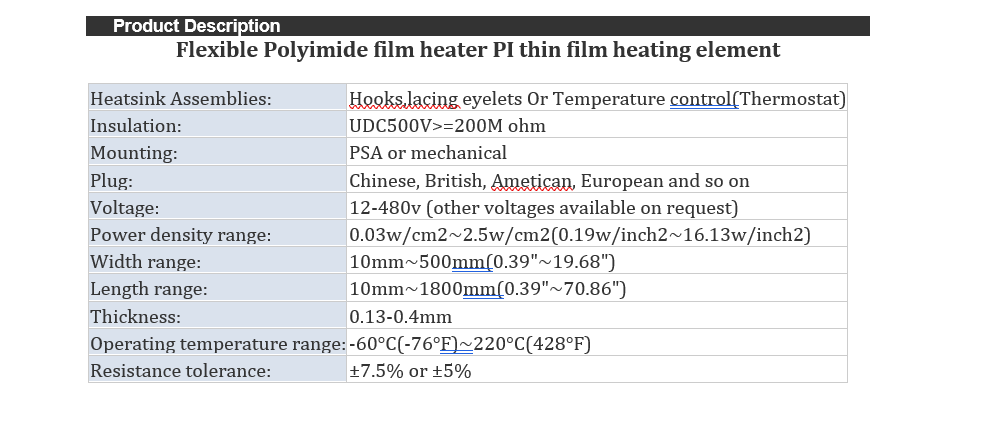 Product Description
Flexible Polyimide film heater PI thin film heating element
Heatsink Assemblies: Hooks,lacing eyelets Or Temperature control(Thermostat)
Insulation: UDC500V>=200M ohm
Mounting: PSA or mechanical
Plug: Chinese, British, Ametican, European and so on
Voltage: 12-480v (other voltages available on request)
Power density range: 0.03w/cm2~2.5w/cm2(0.19w/inch2~16.13w/inch2)
Width range: 10mm~500mm(0.39"~19.68")
Length range: 10mm~1800mm(0.39"~70.86")
Thickness: 0.13-0.4mm
Operating temperature range: -60°C(-76°F)~220°C(428°F)
Resistance tolerance: ±7.5% or ±5%